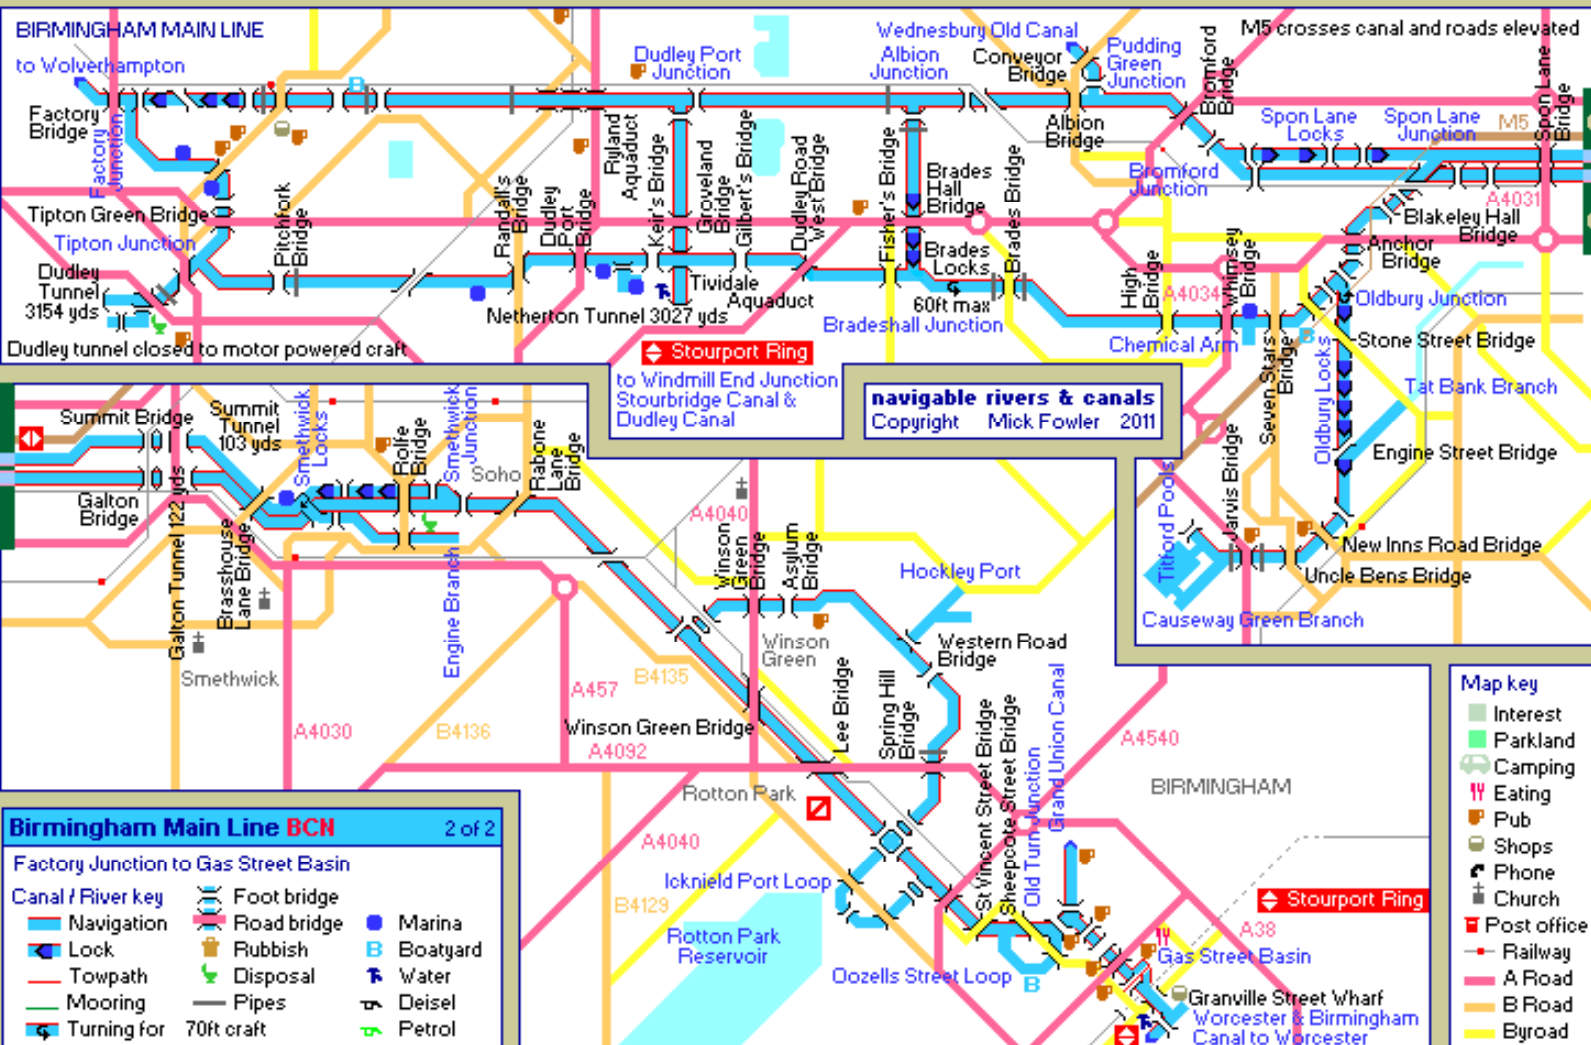 BIRMINGHAM MAIN LINE
to Wolverhampton
Factory
Bridge
Factory
Junction
Dudley Port
Junction
Wednesbury Old Canal
Albion
Junction
Conveyor
Bridge
Pudding
Green
Junction
Bromford
Bridge
M5 crosses canal and roads elevated
Spon Lane
Bridge
Albion
Bridge
Spon Lane
Locks
Spon Lane
Junction
M5
Bromford
Junction
A4031
Tipton Green Bridge
Tipton Junction
Pitchfork
Bridge
Dudley
Tunnel
3154 yds
Dudley tunnel closed to motor powered craft
Randall's
Bridge
Dudley
Port
Bridge
Ryland
Aquaduct
Keir's Bridge
Groveland
Bridge
Gilbert's Bridge
Dudley Road
West Bridge
Fisher's Bridge
Brades
Hall
Bridge
Brades
Locks
Brades Bridge
60ft max
Tividale
Aquaduct
Netherton Tunnel 3027 yds
Bradeshall Junction
High
Bridge
A4034
Whimsey
Bridge
Chemical Arm
Blakeley Hall
Bridge
Anchor
Bridge
Oldbury Junction
Stone Street Bridge
Seven Stars
Bridge
B
B
Oldbury Locks
Tat Bank Branch
Engine Street Bridge
Jarvis Bridge
Titford Pools
New Inns Road Bridge
Uncle Bens Bridge
Causeway Green Branch
Stourport Ring
to Windmill End Junction
Stourbridge Canal &
Dudley Canal
navigable rivers & canals
Copyright Mick Fowler 2011
Summit Bridge
Summit
Tunnel
103 yds
Smethwick
Locks
Rolfe
Bridge
Smethwick
Junction
Soho
Rabone
Lane
Bridge
Galton
Bridge
Galton Tunnel 122 yds
Brasshouse
Lane Bridge
Engine Branch
Smethwick
A4040
Winson
Green
Bridge
Asylum
Bridge
Hockley Port
Winson
Green
Western Road
Bridge
A457
B4135
A4030
B4136
Winson Green Bridge
A4092
Lee Bridge
Spring Hill
Bridge
St Vincent Street Bridge
Sheepcote Street Bridge
Old Turn Junction
Grand Union Canal
A4540
BIRMINGHAM
Rotton Park
A4040
Icknield Port Loop
B4129
Rotton Park
Reservoir
Oozells Street Loop
B
Stourport Ring
A38
Gas Street Basin
Granville Street Wharf
Worcester & Birmingham
Canal to Worcester
Birmingham Main Line BCN 2 of 2
Factory Junction to Gas Street Basin
Canal / River key
Navigation
Lock
Towpath
Mooring
Turning for 70ft craft
Foot bridge
Road bridge
Rubbish
Disposal
Pipes
Marina
B Boatyard
Water
Deisel
Petrol
Map key
Interest
Parkland
Camping
Eating
Pub
Shops
Phone
Church
Post office
Railway
A Road
B Road
Byroad